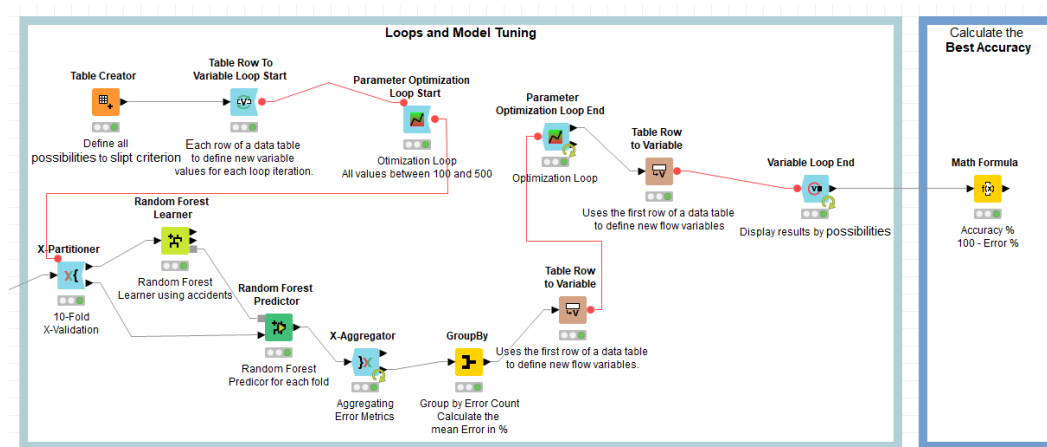 Loops and Model Tuning
Calculate the
Best Accuracy
Table Creator
Define all
possibilities to slipt criterion
Table Row To
Variable Loop Start
Each row of a data table
to define new variable
values for each loop iteration.
Parameter Optimization
Loop Start
Otimization Loop
All values between 100 and 500
Parameter
Optimization Loop End
Optimization Loop
Table Row
to Variable
Uses the first row of a data table
to define new flow variables
Variable Loop End
Display results by possibilities
Math Formula
f(x)
Accuracy %
100 - Error %
X-Partitioner
10-Fold
X-Validation
Random Forest
Learner
Random Forest
Learner using accidents
Random Forest
Predictor
Random Forest
Predicor for each fold
X-Aggregator
Aggregating
Error Metrics
GroupBy
Group by Error Count
Calculate the
mean Error in %
Table Row
to Variable
Uses the first row of a data table
to define new flow variables.